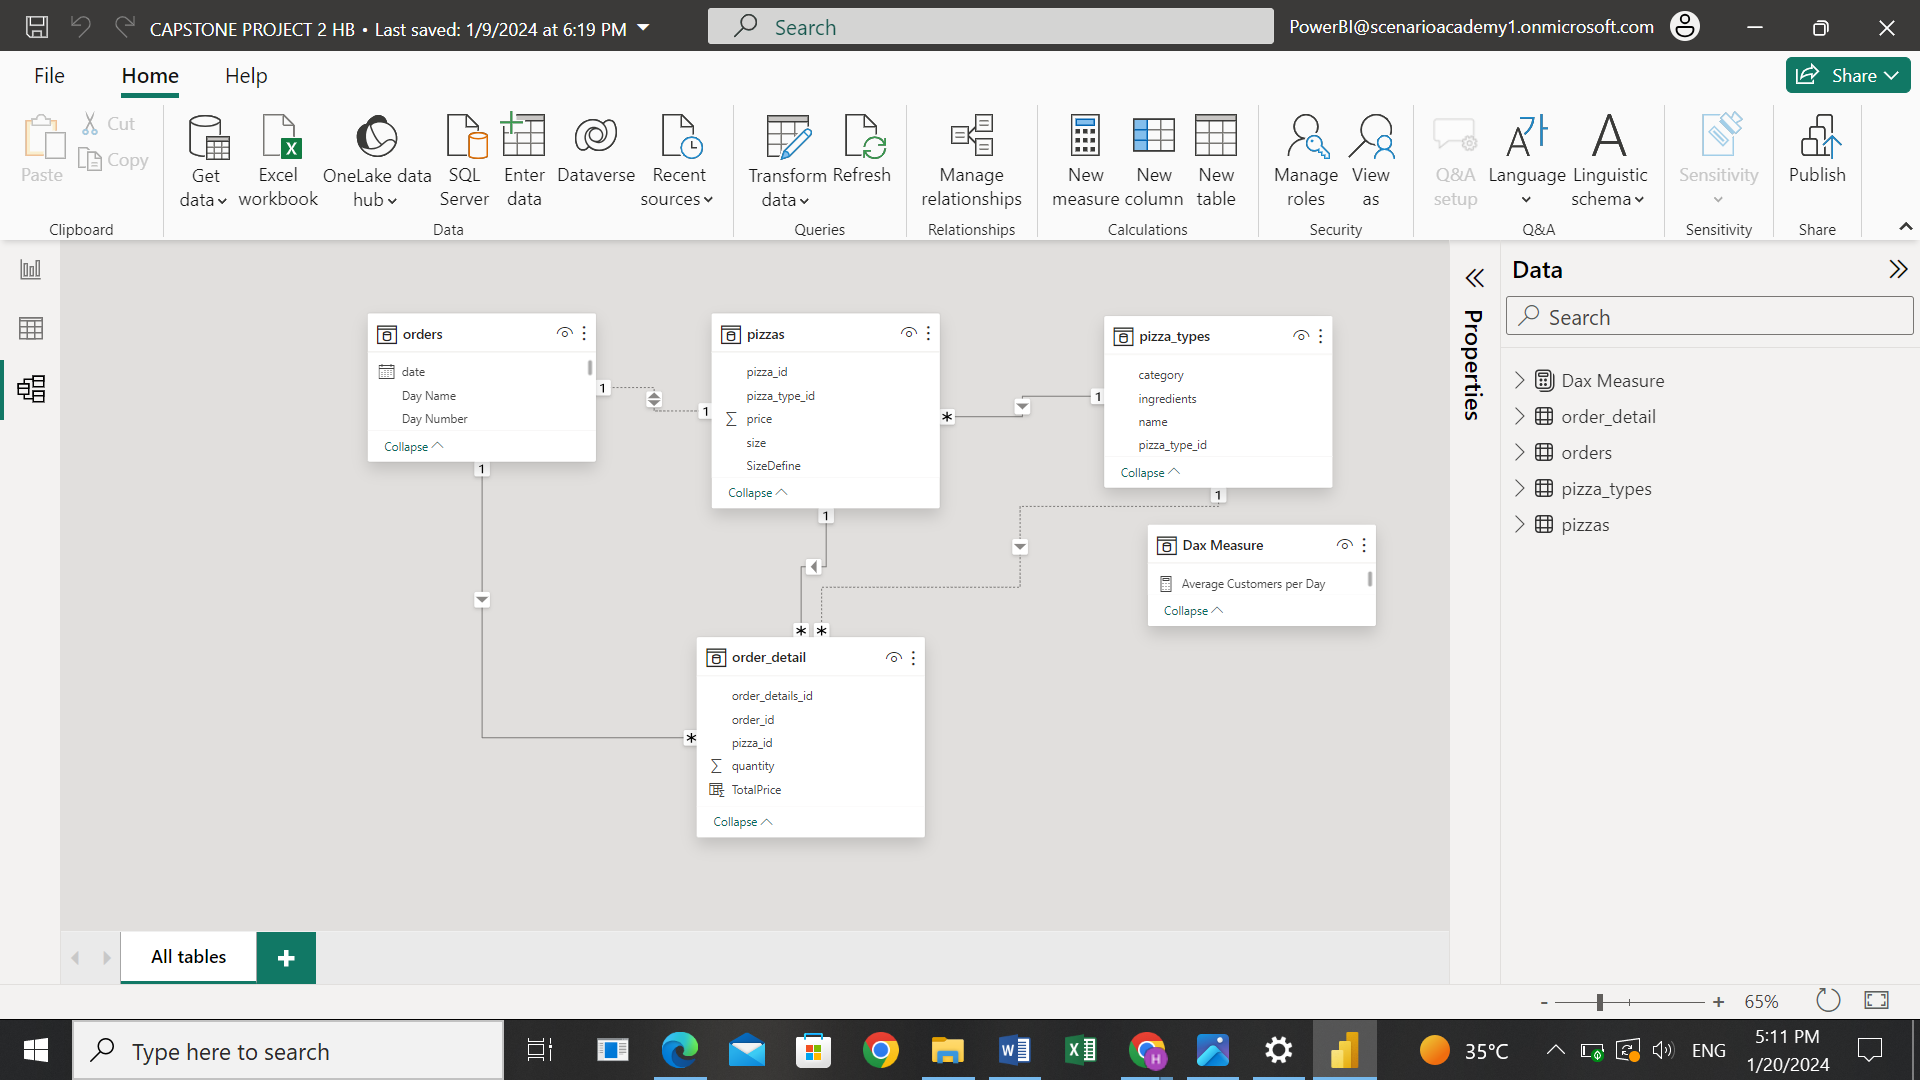 CAPSTONE PROJECT 2 HB • Last saved: 1/9/2024 at 6:19 PM
Search
PowerBI@scenarioacademy1.onmicrosoft.com
File
Home
Help
Share
Paste
Cut
Copy
Clipboard
Get data
Excel workbook
OneLake data hub
SQL Server
Enter data
Dataverse
Recent sources
Data
Transform data
Refresh
Queries
Manage relationships
Relationships
New measure
New column
New table
Calculations
Manage roles
View as
Security
Q&A setup
Language
Linguistic schema
Q&A
Sensitivity
Sensitivity
Publish
Share
orders
date
Day Name
Day Number
Collapse
1
1
pizzas
pizza_id
pizza_type_id
price
size
SizeDefine
Collapse
1
*
1
pizza_types
category
ingredients
name
pizza_type_id
Collapse
1
1
Dax Measure
Average Customers per Day
Collapse
* *
*
order_detail
order_details_id
order_id
pizza_id
quantity
TotalPrice
Collapse
Properties
Data
Search
Dax Measure
order_detail
orders
pizza_types
pizzas
All tables
+
- + 65%
Type here to search
35°C
ENG
5:11 PM
1/20/2024